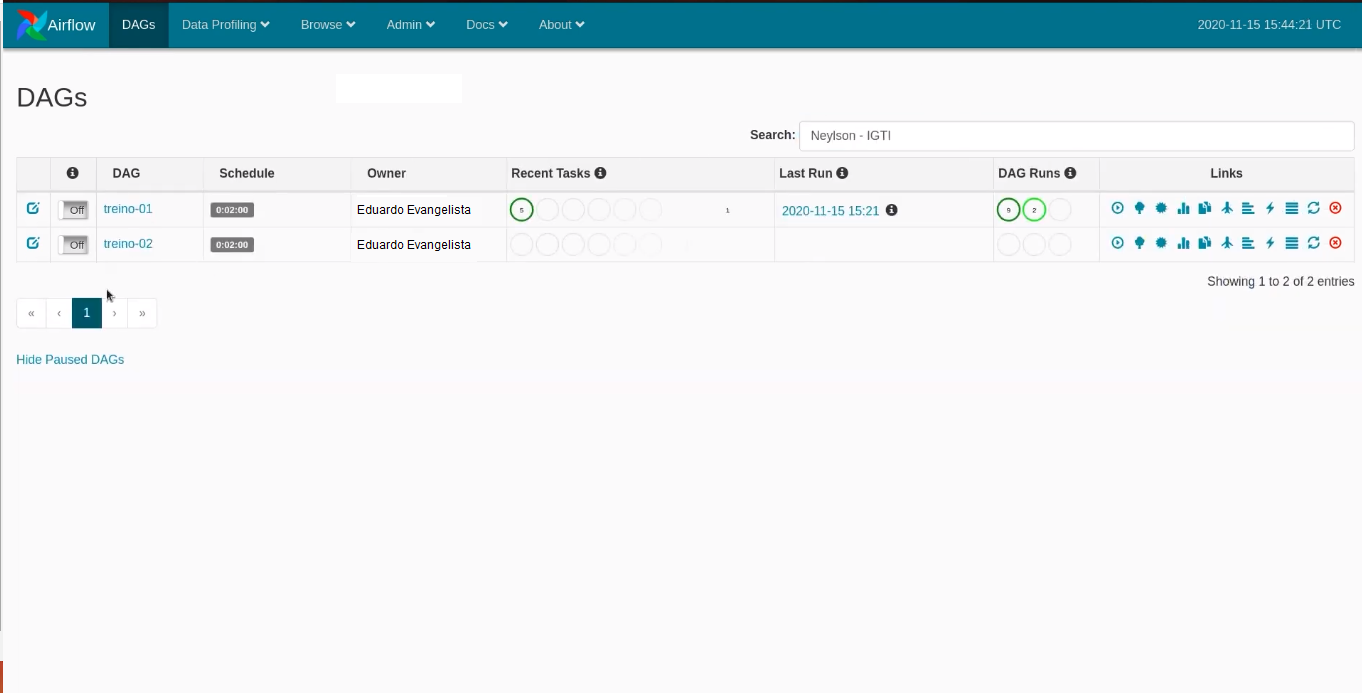 Airflow DAGs Data Profiling Browse Admin Docs About 2020-11-15 15:44:21 UTC
DAGs
Search: Neylson - IGTI
DAG Schedule Owner Recent Tasks Last Run DAG Runs Links
Off treino-01 0:02:00 Eduardo Evangelista 5 1 2020-11-15 15:21 9 2
Off treino-02 0:02:00 Eduardo Evangelista
Showing 1 to 2 of 2 entries
« ‹ 1 › »
Hide Paused DAGs